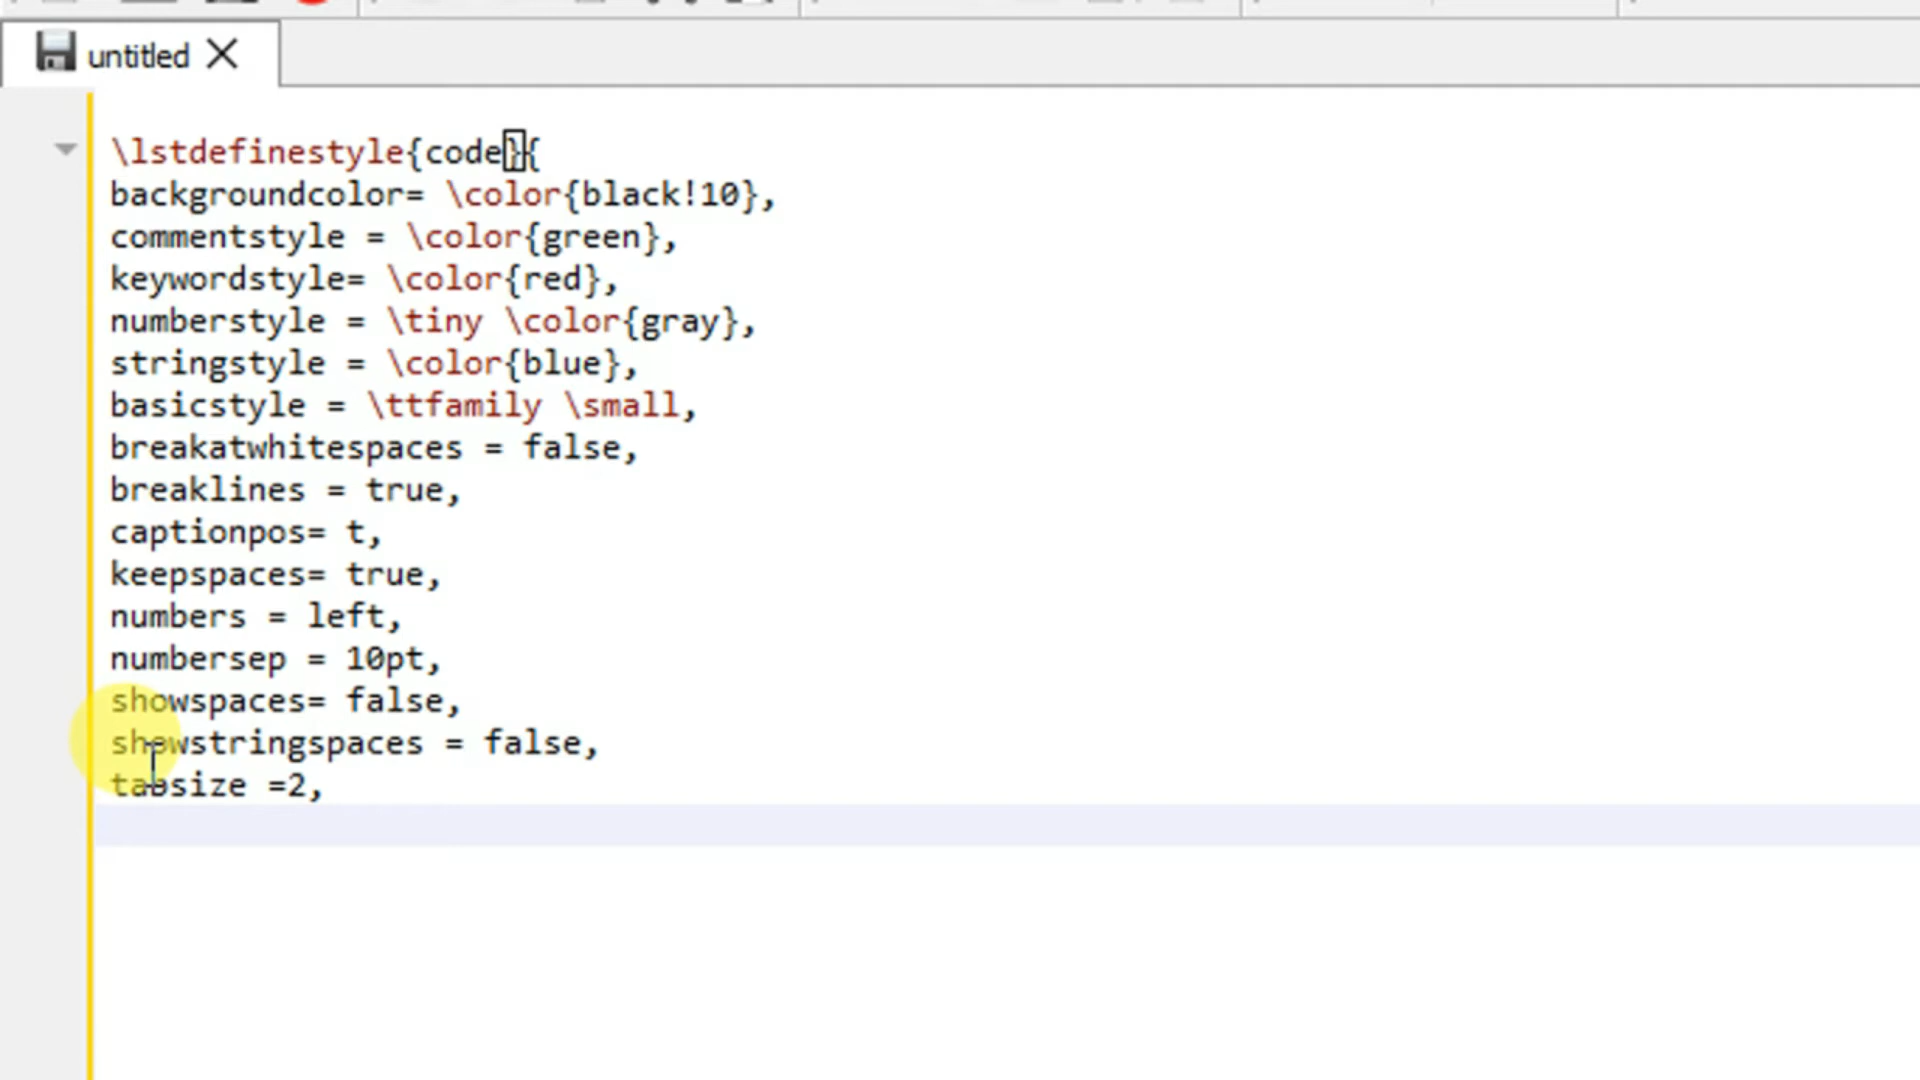 untitled
\lstdefinestyle{code}{
backgroundcolor= \color{black!10},
commentstyle = \color{green},
keywordstyle= \color{red},
numberstyle = \tiny \color{gray},
stringstyle = \color{blue},
basicstyle = \ttfamily \small,
breakatwhitespaces = false,
breaklines = true,
captionpos= t,
keepspaces= true,
numbers = left,
numbersep = 10pt,
showspaces= false,
showstringspaces = false,
tabsize =2,